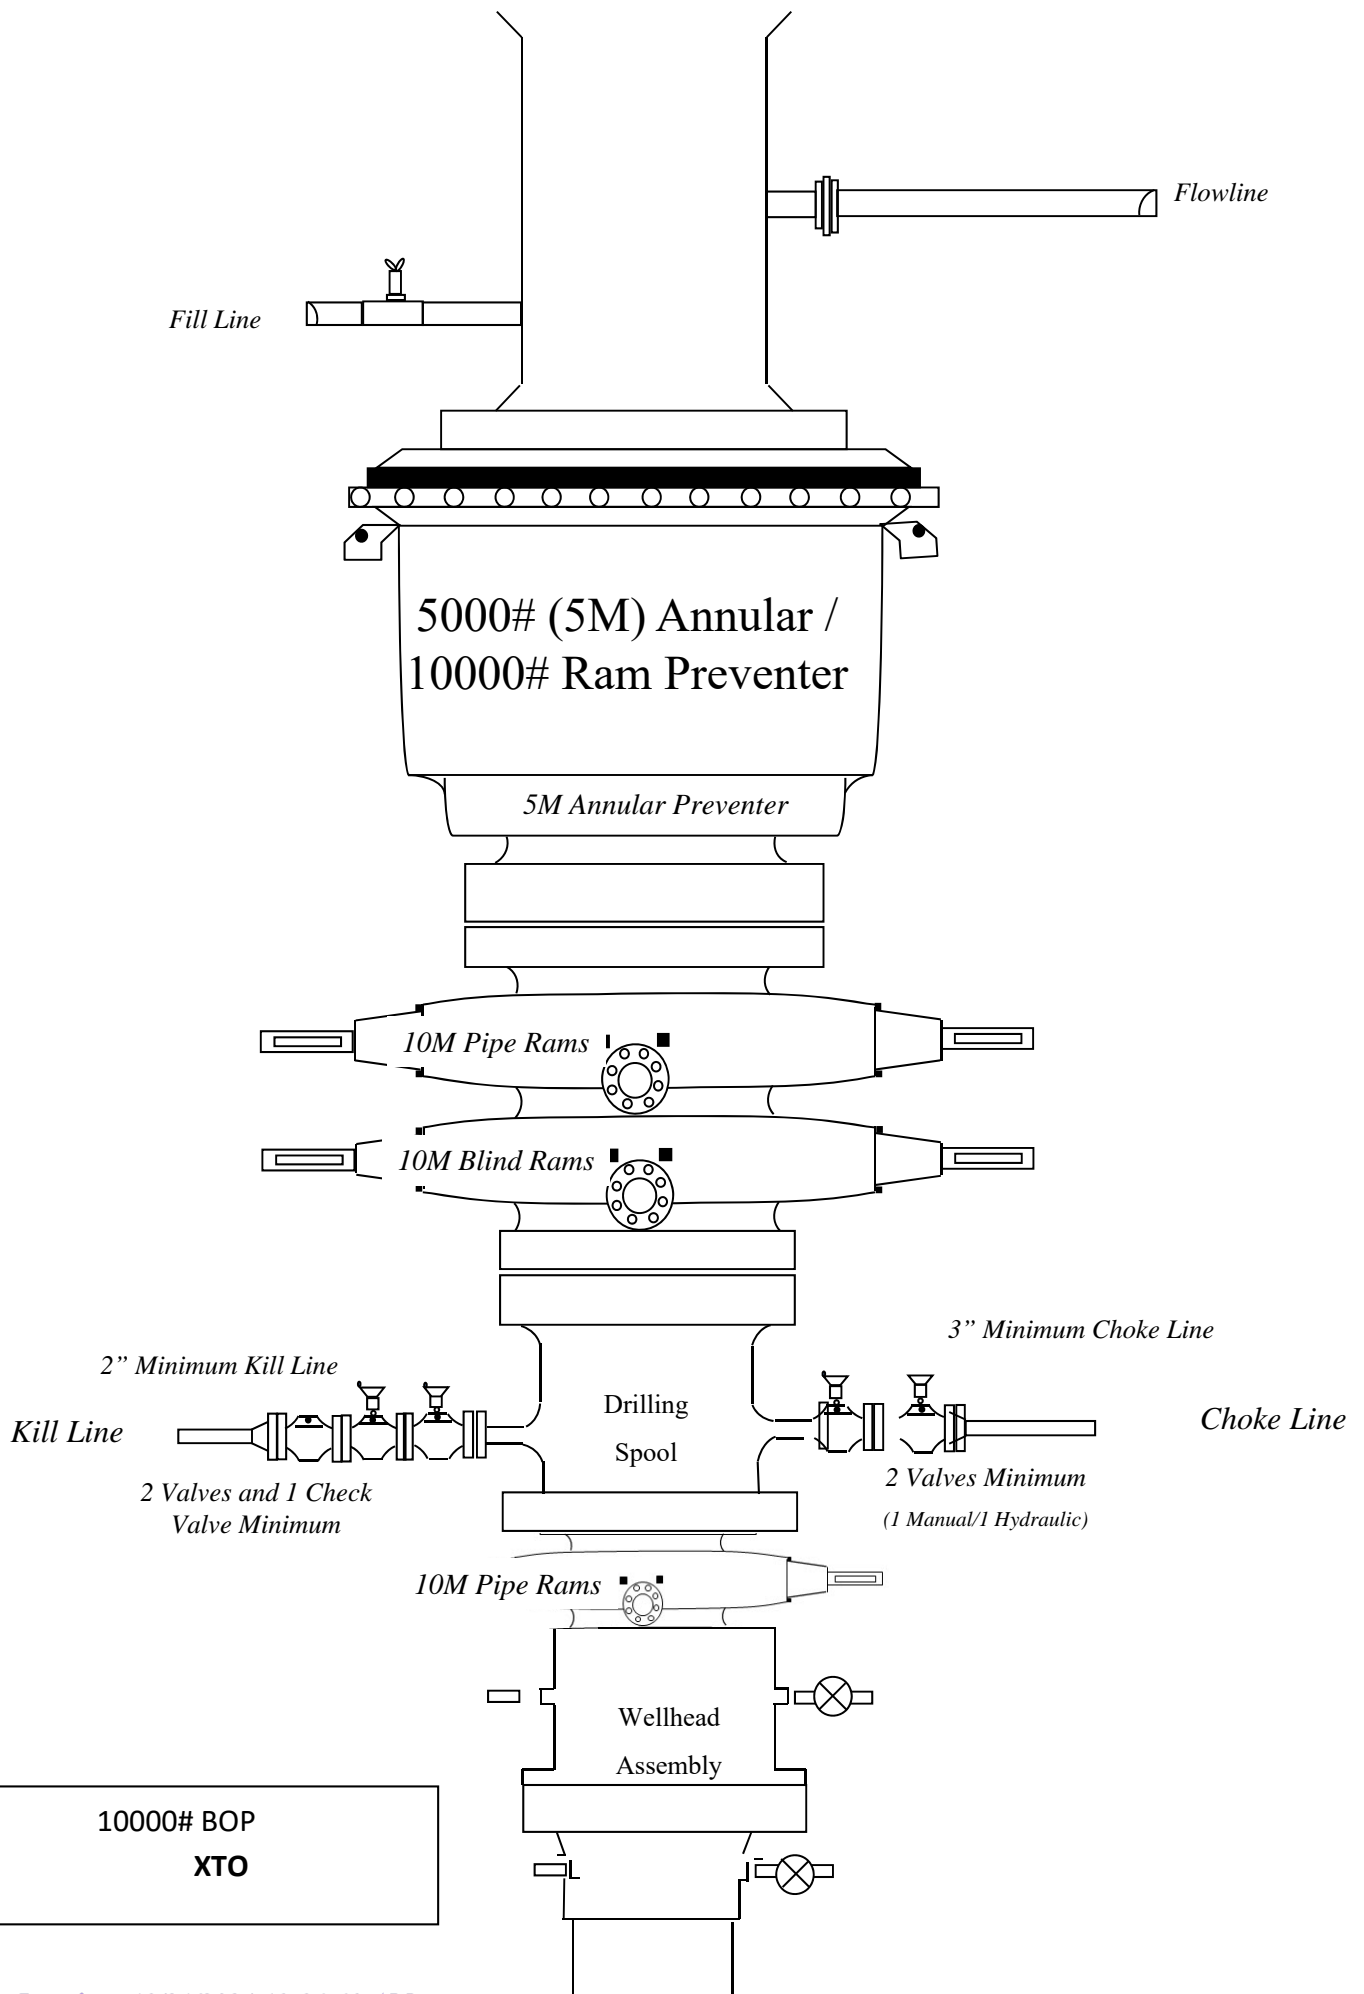 Flowline
Fill Line
5000# (5M) Annular /
10000# Ram Preventer
5M Annular Preventer
10M Pipe Rams
10M Blind Rams
3” Minimum Choke Line
2” Minimum Kill Line
Drilling
Spool
Kill Line
Choke Line
2 Valves and 1 Check
Valve Minimum
2 Valves Minimum
(1 Manual/1 Hydraulic)
10M Pipe Rams
Wellhead
Assembly
10000# BOP
XTO